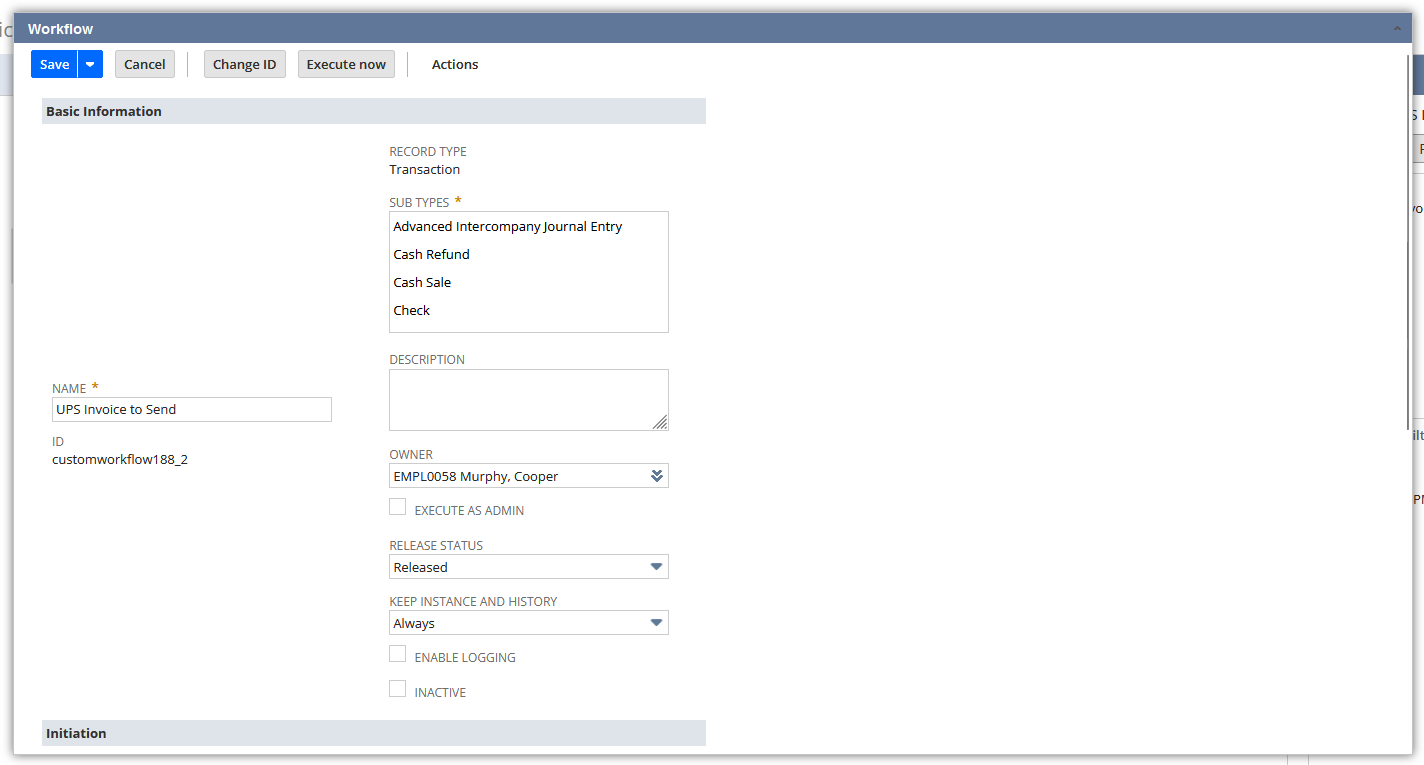 Workflow
Save
Cancel
Change ID
Execute now
Actions
Basic Information
RECORD TYPE
Transaction
SUB TYPES *
Advanced Intercompany Journal Entry
Cash Refund
Cash Sale
Check
DESCRIPTION
NAME *
UPS Invoice to Send
ID
customworkflow188_2
OWNER
EMPL0058 Murphy, Cooper
EXECUTE AS ADMIN
RELEASE STATUS
Released
KEEP INSTANCE AND HISTORY
Always
ENABLE LOGGING
INACTIVE
Initiation